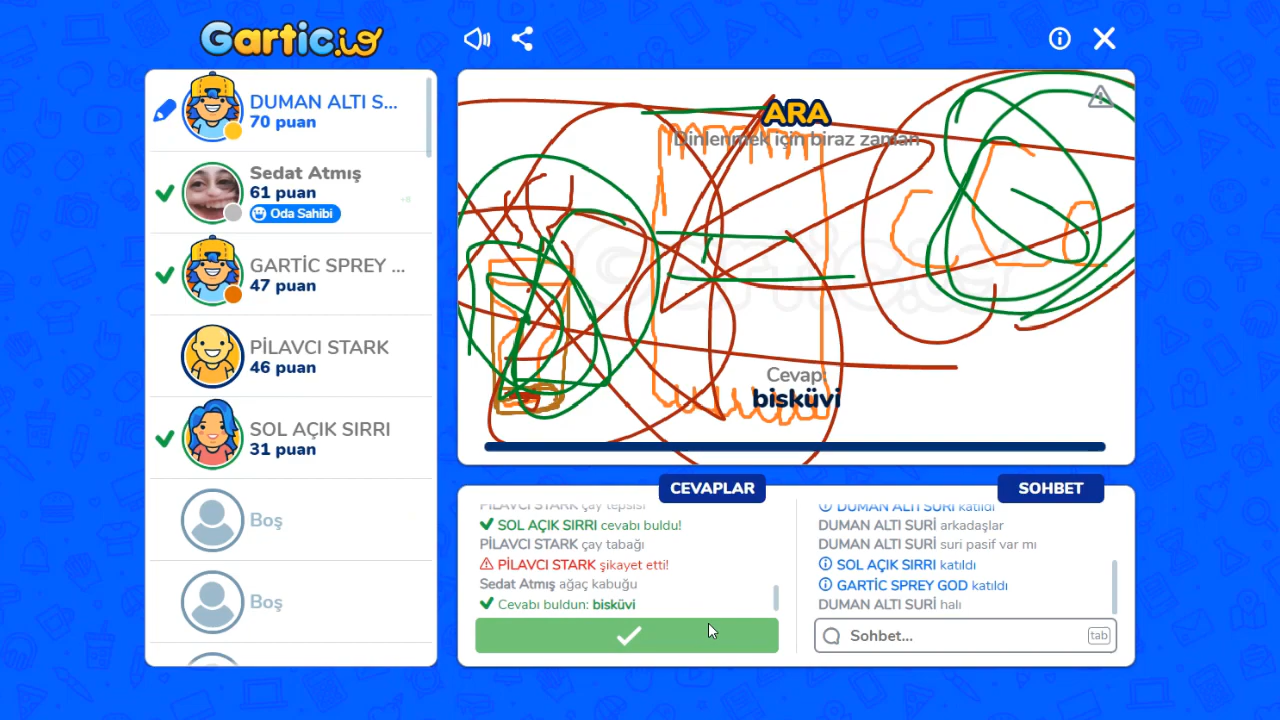 Gartic.io
DUMAN ALTI S...
70 puan
Sedat Atmış
61 puan
Oda Sahibi
GARTİC SPREY ...
47 puan
PİLAVCI STARK
46 puan
SOL AÇIK SIRRI
31 puan
Boş
Boş
ARA
Dinlenmek için biraz zaman
Cevap:
bisküvi
CEVAPLAR
PİLAVCI STARK çay tepsisi
SOL AÇIK SIRRI cevabı buldu!
PİLAVCI STARK çay tabağı
PİLAVCI STARK şikayet etti!
Sedat Atmış ağaç kabuğu
Cevabı buldun: bisküvi
SOHBET
DUMAN ALTI SURİ katıldı
DUMAN ALTI SURİ arkadaşlar
DUMAN ALTI SURİ suri pasif var mı
SOL AÇIK SIRRI katıldı
GARTİC SPREY GOD katıldı
DUMAN ALTI SURİ halı
Sohbet...
tab